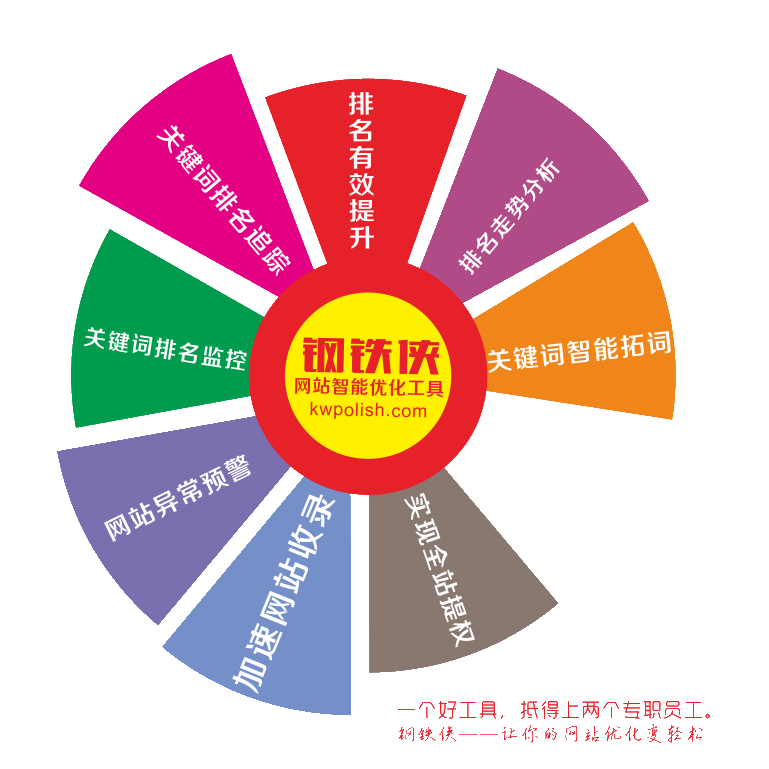 排名有效提升
排名走势分析
关键词智能拓词
实现全站提权
加速网站收录
网站异常预警
关键词排名监控
关键词排名追踪
钢铁侠
网站智能优化工具
kwpolish.com
一个好工具，抵得上两个专职员工。
钢铁侠——让你的网站优化变轻松